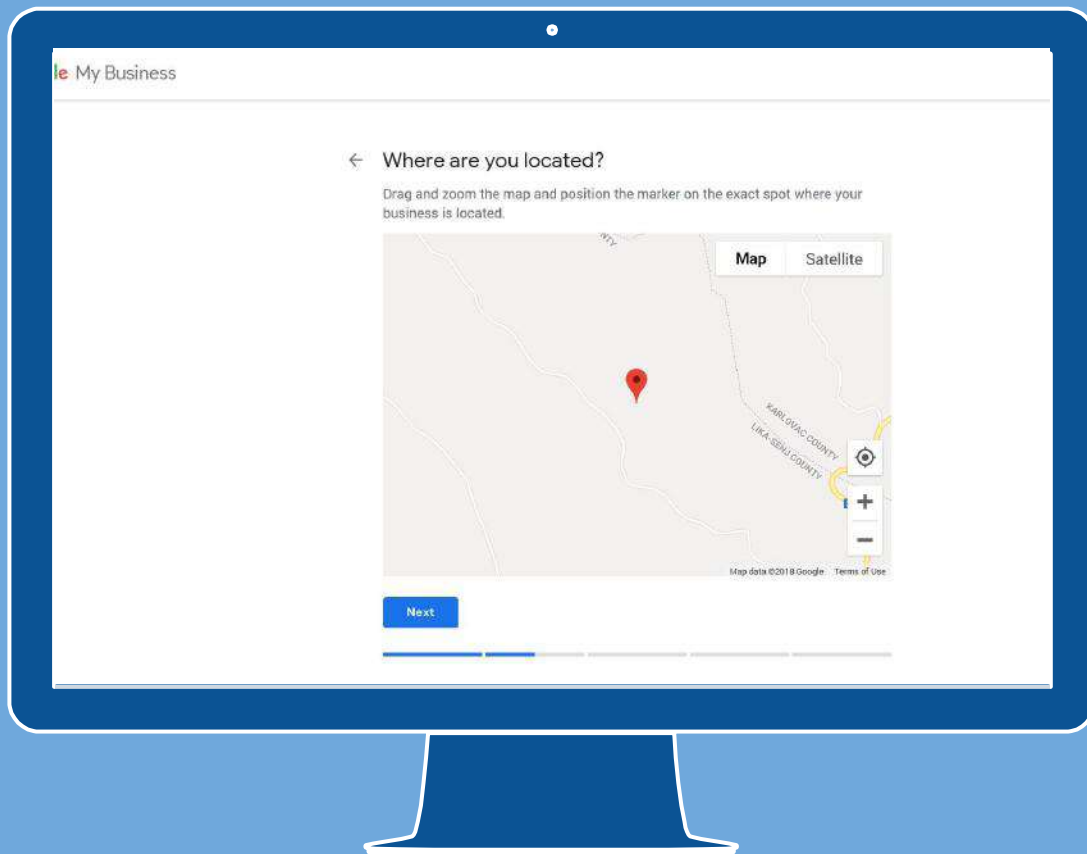 le My Business
Where are you located?
Drag and zoom the map and position the marker on the exact spot where your
business is located.
NTY
Map Satellite
KARLOVAC COUNTY
LIKA-SENJ COUNTY
Map data ©2018 Google Terms of Use
Next